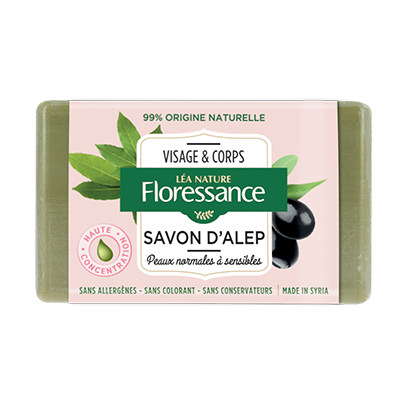 99% ORIGINE NATURELLE
VISAGE & CORPS
LÉA NATURE
Floressance
SAVON D'ALEP
Peaux normales à sensibles
HAUTE
CONCENTRATION
SANS ALLERGÈNES - SANS COLORANT - SANS CONSERVATEURS | MADE IN SYRIA